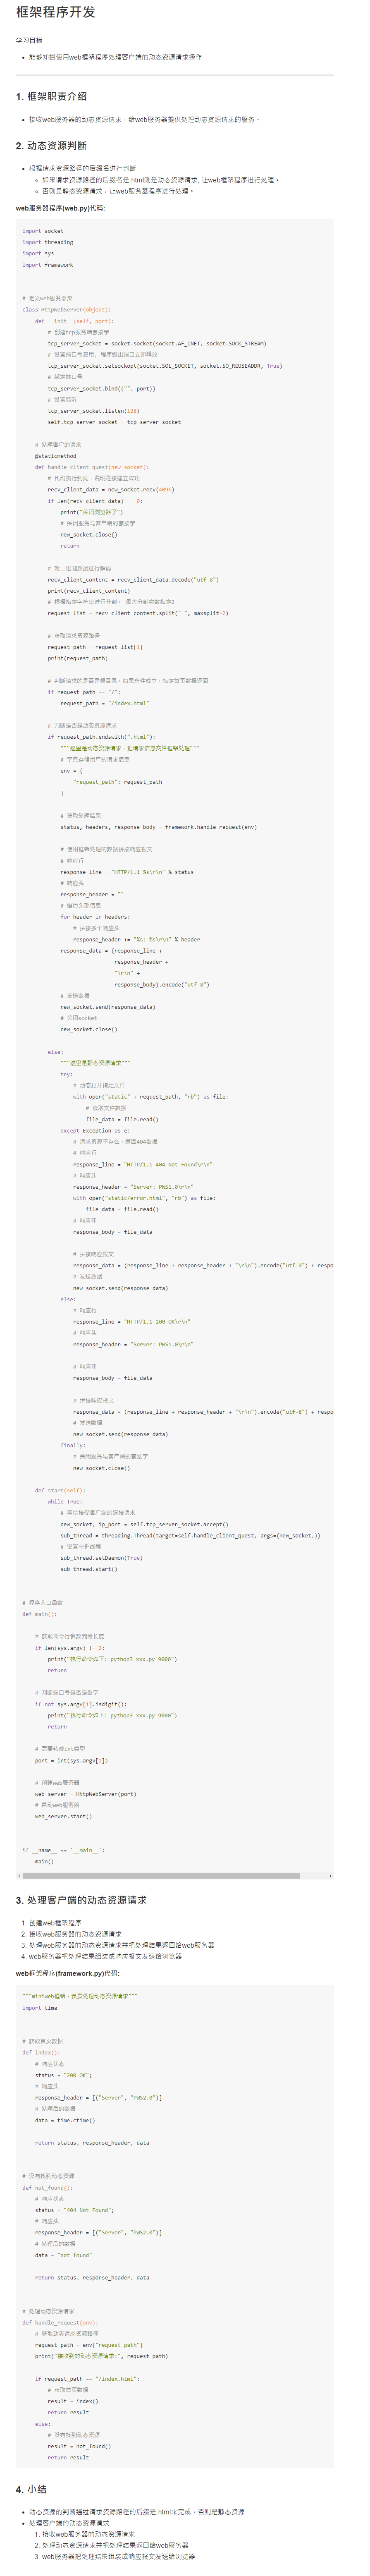 框架程序开发
学习目标
• 能够知道使用web框架程序处理客户端的动态资源请求操作
1. 框架职责介绍
• 接收web服务器的动态资源请求，给web服务器提供处理动态资源请求的服务。
2. 动态资源判断
• 根据请求资源路径的后缀名进行判断
○ 如果请求资源路径的后缀名是.html则是动态资源请求, 让web框架程序进行处理。
○ 否则是静态资源请求，让web服务器程序进行处理。
web服务器程序(web.py)代码:
import socket
import threading
import sys
import framework
# 定义web服务器类
class HttpWebServer(object):
def __init__(self, port):
# 创建tcp服务端套接字
tcp_server_socket = socket.socket(socket.AF_INET, socket.SOCK_STREAM)
# 设置端口号复用, 程序退出端口立即释放
tcp_server_socket.setsockopt(socket.SOL_SOCKET, socket.SO_REUSEADDR, True)
# 绑定端口号
tcp_server_socket.bind(("", port))
# 设置监听
tcp_server_socket.listen(128)
self.tcp_server_socket = tcp_server_socket
# 处理客户的请求
@staticmethod
def handle_client_quest(new_socket):
# 代码执行到此，说明连接建立成功
recv_client_data = new_socket.recv(4096)
if len(recv_client_data) == 0:
print("关闭浏览器了")
# 关闭服务与客户端的套接字
new_socket.close()
return
# 对二进制数据进行解码
recv_client_content = recv_client_data.decode("utf-8")
print(recv_client_content)
# 根据指定字符串进行分割， 最大分割次数指定2
request_list = recv_client_content.split(" ", maxsplit=2)
# 获取请求资源路径
request_path = request_list[1]
print(request_path)
# 判断请求的是否是根目录，如果条件成立，指定首页数据返回
if request_path == "/":
request_path = "/index.html"
# 判断是否是动态资源请求
if request_path.endswith(".html"):
"""这里是动态资源请求，把请求信息交给框架处理"""
# 字典存储用户的请求信息
env = {
"request_path": request_path
}
# 获取处理结果
status, headers, response_body = framework.handle_request(env)
# 使用框架处理的数据拼接响应报文
# 响应行
response_line = "HTTP/1.1 %s\r\n" % status
# 响应头
response_header = ""
# 遍历头部信息
for header in headers:
# 拼接多个响应头
response_header += "%s: %s\r\n" % header
response_data = (response_line +
response_header +
"\r\n" +
response_body).encode("utf-8")
# 发送数据
new_socket.send(response_data)
# 关闭socket
new_socket.close()
else:
"""这里是静态资源请求"""
try:
# 动态打开指定文件
with open("static" + request_path, "rb") as file:
# 读取文件数据
file_data = file.read()
except Exception as e:
# 请求资源不存在，返回404数据
# 响应行
response_line = "HTTP/1.1 404 Not Found\r\n"
# 响应头
response_header = "Server: PWS1.0\r\n"
with open("static/error.html", "rb") as file:
file_data = file.read()
# 响应体
response_body = file_data
# 拼接响应报文
response_data = (response_line + response_header + "\r\n").encode("utf-8") + respo
# 发送数据
new_socket.send(response_data)
else:
# 响应行
response_line = "HTTP/1.1 200 OK\r\n"
# 响应头
response_header = "Server: PWS1.0\r\n"
# 响应体
response_body = file_data
# 拼接响应报文
response_data = (response_line + response_header + "\r\n").encode("utf-8") + respo
# 发送数据
new_socket.send(response_data)
finally:
# 关闭服务与客户端的套接字
new_socket.close()
def start(self):
while True:
# 等待接受客户端的连接请求
new_socket, ip_port = self.tcp_server_socket.accept()
sub_thread = threading.Thread(target=self.handle_client_quest, args=(new_socket,))
# 设置守护线程
sub_thread.setDaemon(True)
sub_thread.start()
# 程序入口函数
def main():
# 获取命令行参数判断长度
if len(sys.argv) != 2:
print("执行命令如下: python3 xxx.py 9000")
return
# 判断端口号是否是数字
if not sys.argv[1].isdigit():
print("执行命令如下: python3 xxx.py 9000")
return
# 需要转成int类型
port = int(sys.argv[1])
# 创建web服务器
web_server = HttpWebServer(port)
# 启动web服务器
web_server.start()
if __name__ == '__main__':
main()
3. 处理客户端的动态资源请求
1. 创建web框架程序
2. 接收web服务器的动态资源请求
3. 处理web服务器的动态资源请求并把处理结果返回给web服务器
4. web服务器把处理结果组装成响应报文发送给浏览器
web框架程序(framework.py)代码:
"""miniweb框架，负责处理动态资源请求"""
import time
# 获取首页数据
def index():
# 响应状态
status = "200 OK";
# 响应头
response_header = [("Server", "PWS2.0")]
# 处理后的数据
data = time.ctime()
return status, response_header, data
# 没有找到动态资源
def not_found():
# 响应状态
status = "404 Not Found";
# 响应头
response_header = [("Server", "PWS2.0")]
# 处理后的数据
data = "not found"
return status, response_header, data
# 处理动态资源请求
def handle_request(env):
# 获取动态请求资源路径
request_path = env["request_path"]
print("接收到的动态资源请求:", request_path)
if request_path == "/index.html":
# 获取首页数据
result = index()
return result
else:
# 没有找到动态资源
result = not_found()
return result
4. 小结
• 动态资源的判断通过请求资源路径的后缀是.html来完成，否则是静态资源
• 处理客户端的动态资源请求
1. 接收web服务器的动态资源请求
2. 处理动态资源请求并把处理结果返回给web服务器
3. web服务器把处理结果组装成响应报文发送给浏览器